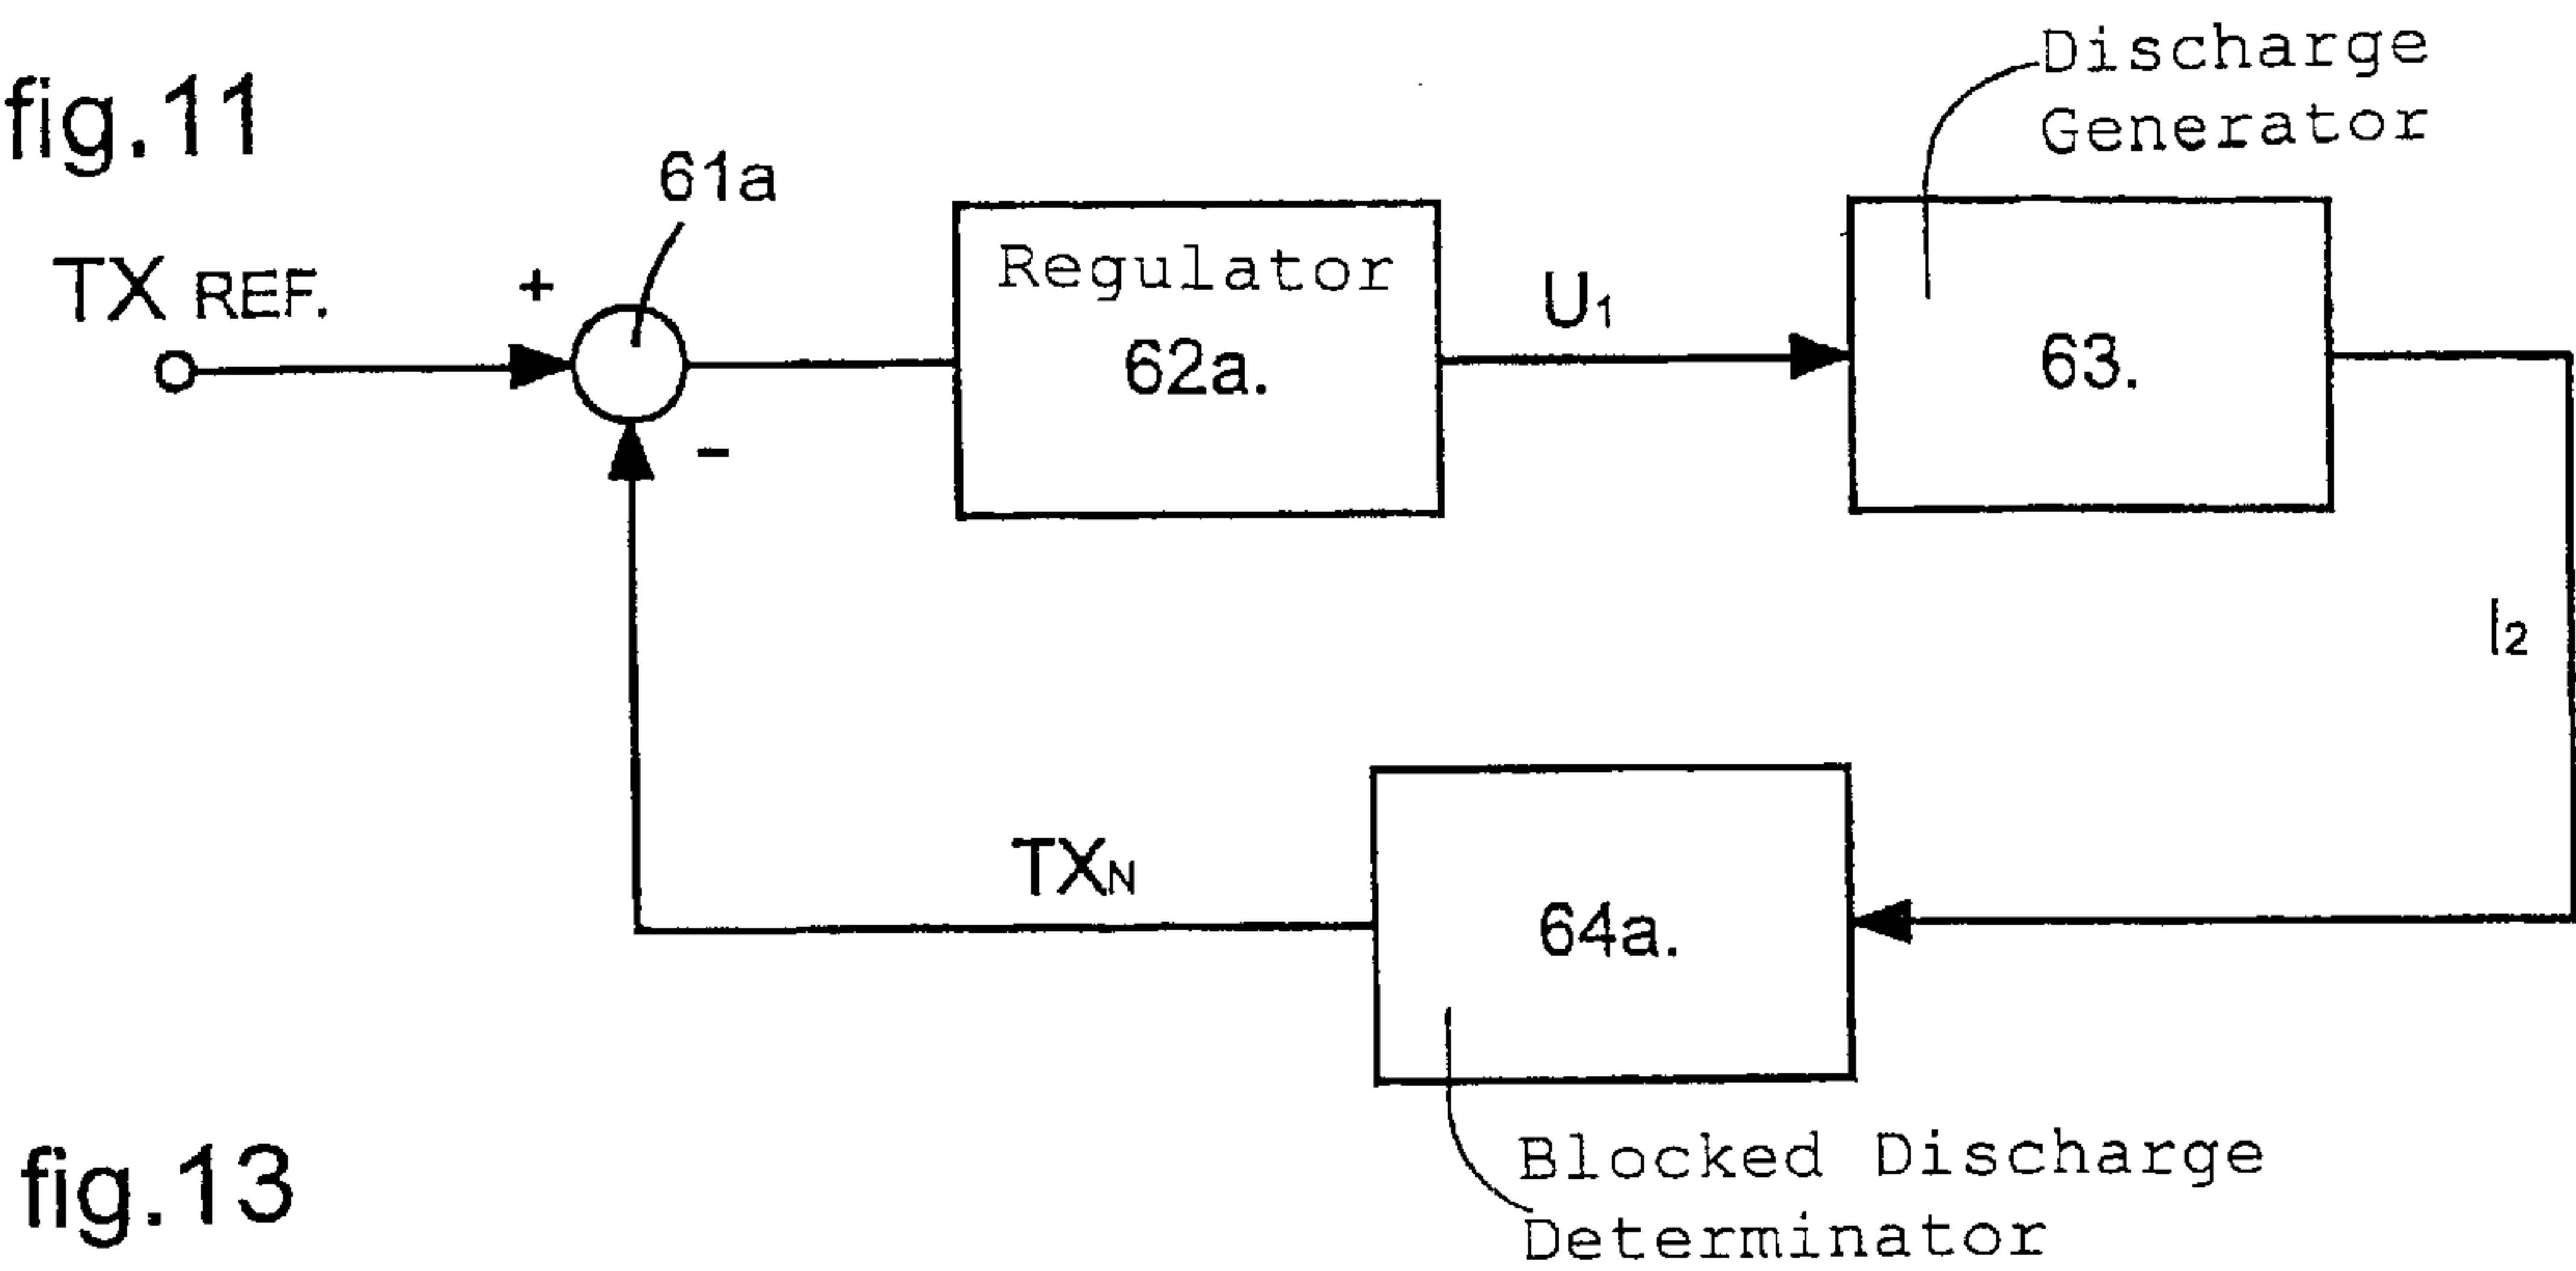 fig.11
Discharge
Generator
61a
TX REF.
+
-
Regulator
62a.
U₁
63.
I₂
TXN
64a.
Blocked Discharge
Determinator
fig.13